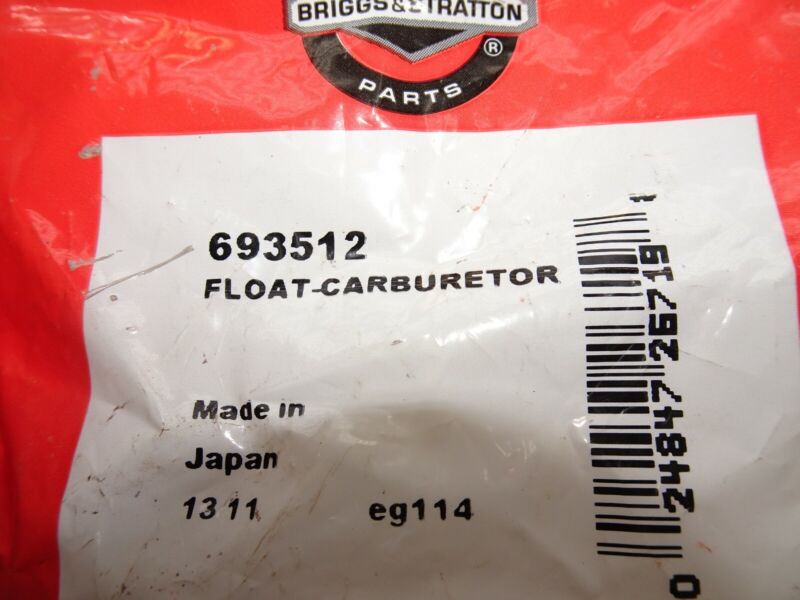 BRIGGS&STRATTON
®
PARTS
693512
FLOAT-CARBURETOR
Made in
Japan
13 11 eg114
0 24847 26719